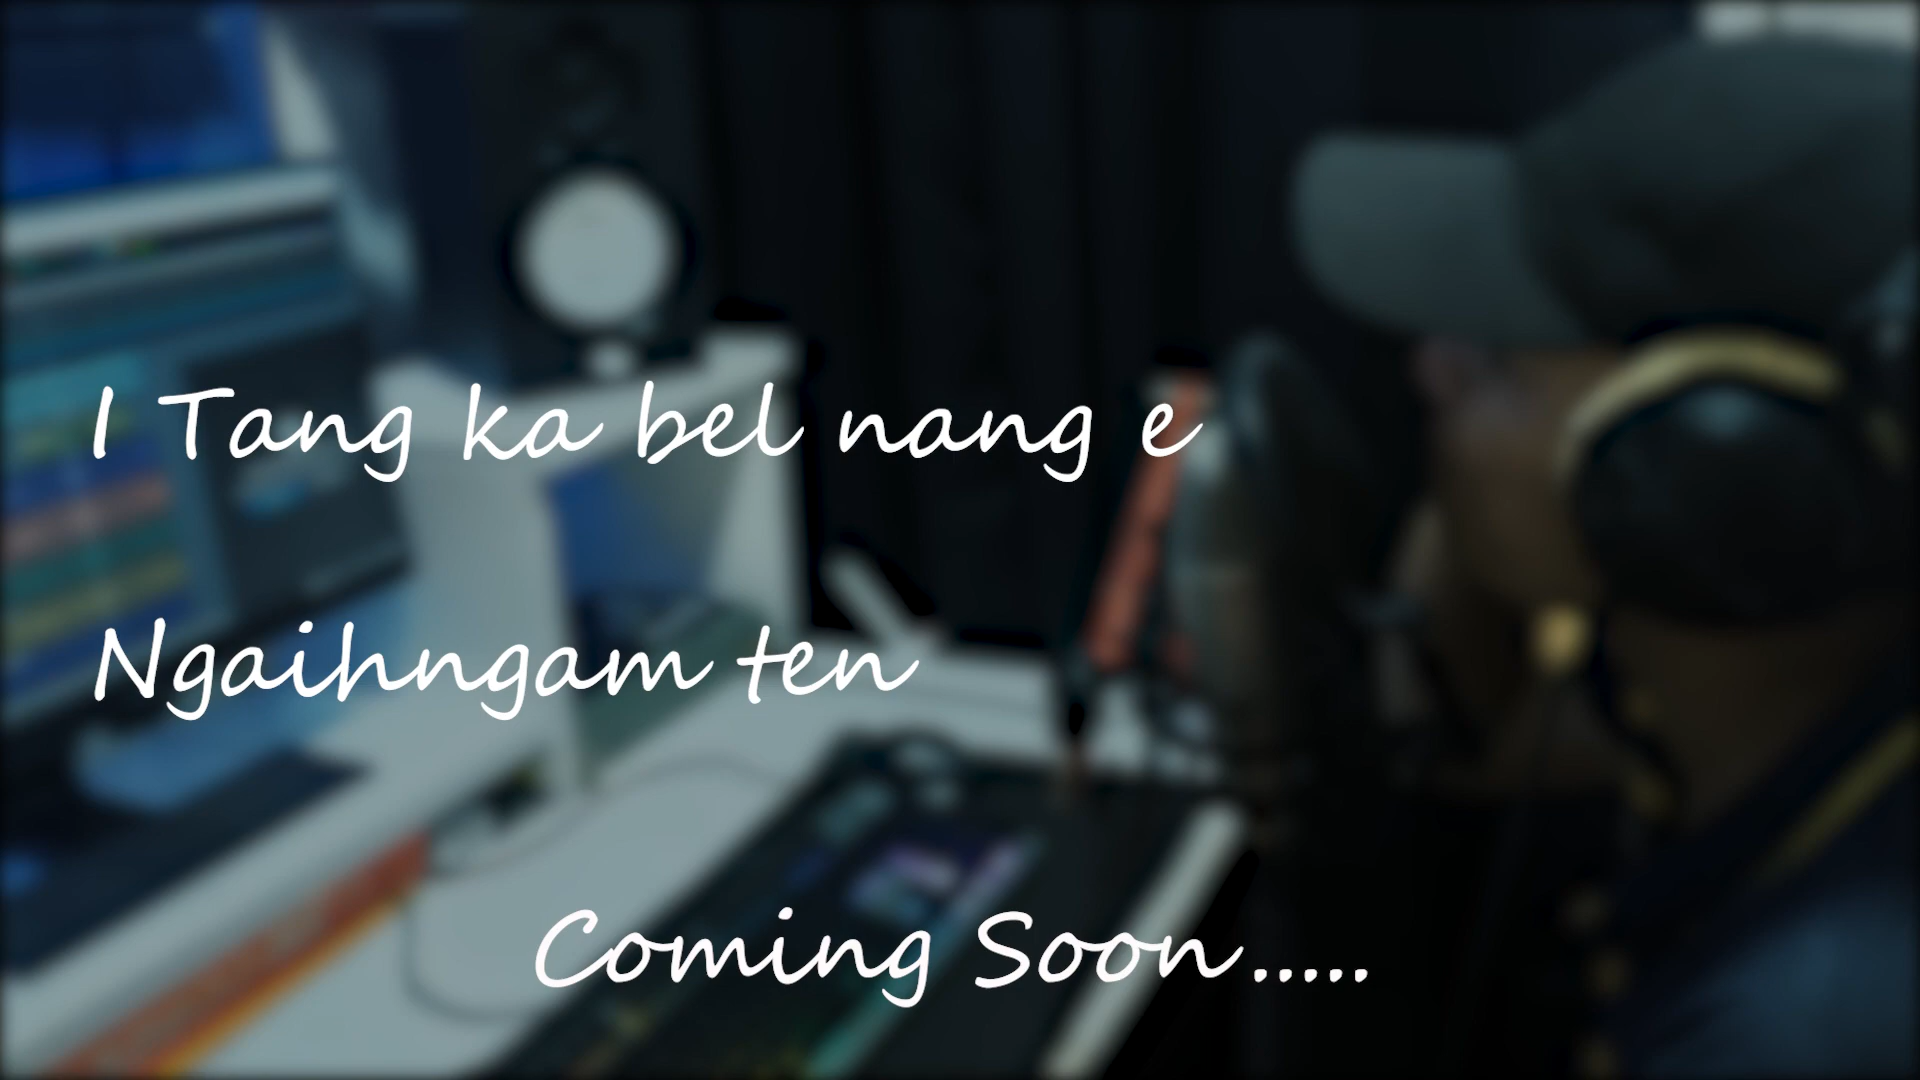 I Tang ka bel nang e
Ngaihngam ten
Coming Soon.....